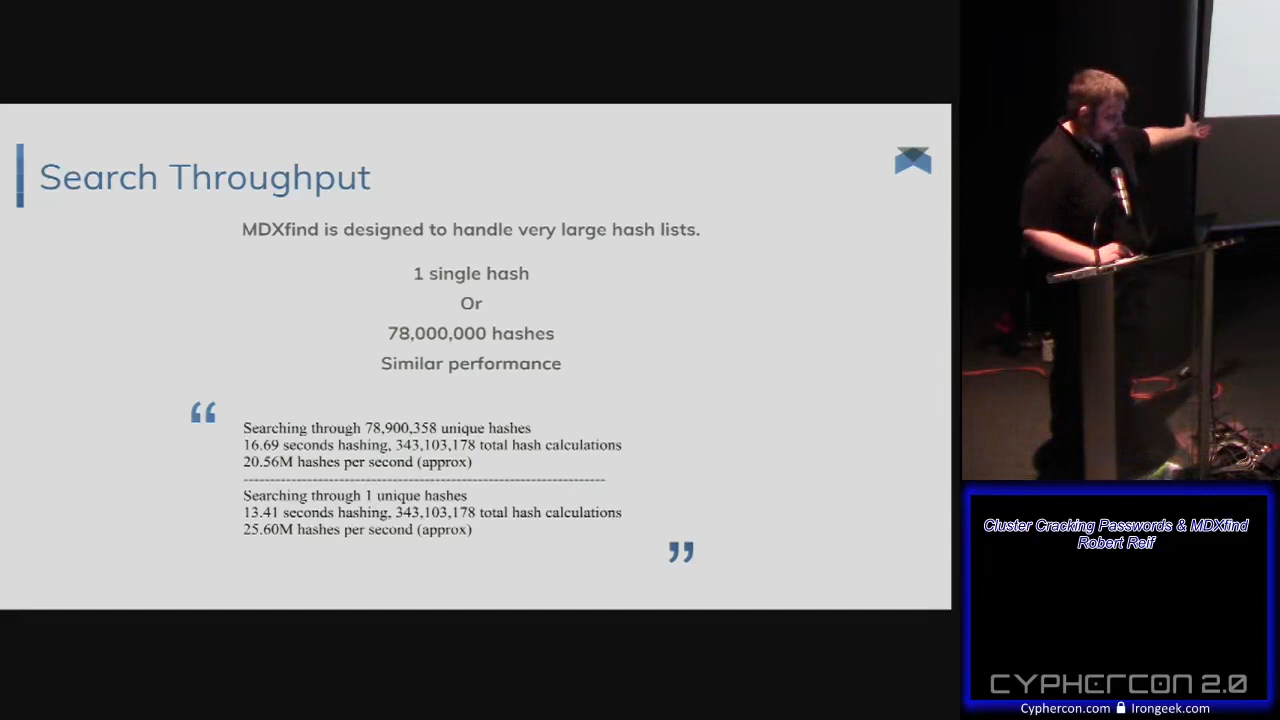 Search Throughput
MDXfind is designed to handle very large hash lists.
1 single hash
Or
78,000,000 hashes
Similar performance
“
Searching through 78,900,358 unique hashes
16.69 seconds hashing, 343,103,178 total hash calculations
20.56M hashes per second (approx)
--------------------------------------------------------------------
Searching through 1 unique hashes
13.41 seconds hashing, 343,103,178 total hash calculations
25.60M hashes per second (approx)
”
Cluster Cracking Passwords & MDXfind
Robert Reif
CYPHERCON 2.0
Cyphercon.com Irongeek.com